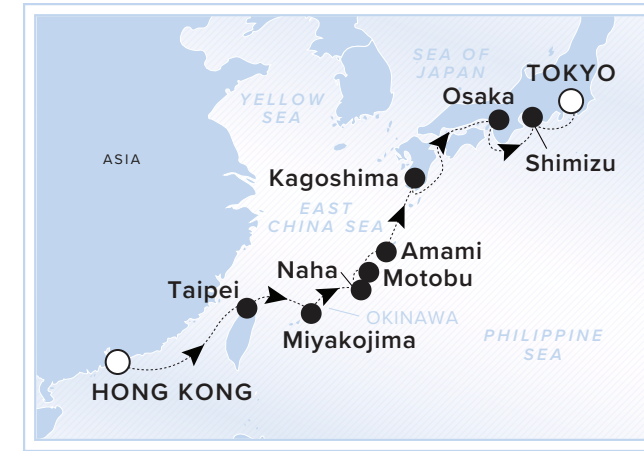 SEA OF
JAPAN
TOKYO
Osaka
YELLOW
SEA
ASIA
Shimizu
Kagoshima
EAST
CHINA SEA
Amami
Naha
Motobu
Taipei
OKINAWA
Miyakojima
PHILIPPINE
SEA
HONG KONG